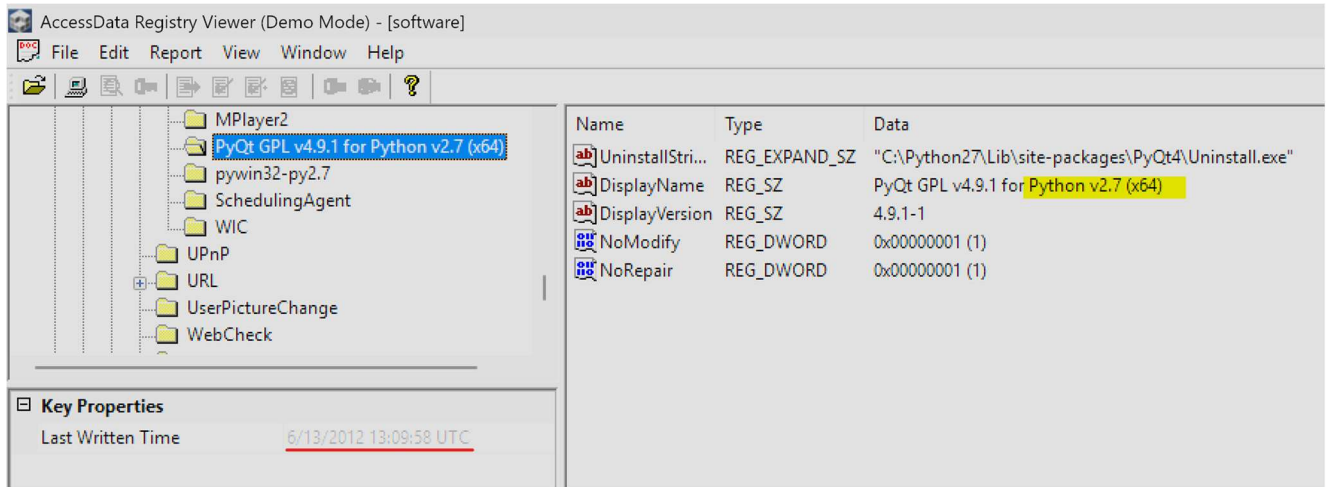 AccessData Registry Viewer (Demo Mode) - [software]
DOC File Edit Report View Window Help
MPlayer2
PyQt GPL v4.9.1 for Python v2.7 (x64)
pywin32-py2.7
SchedulingAgent
WIC
UPnP
URL
UserPictureChange
WebCheck
Key Properties
Last Written Time 6/13/2012 13:09:58 UTC
Name Type Data
ab UninstallStri... REG_EXPAND_SZ "C:\Python27\Lib\site-packages\PyQt4\Uninstall.exe"
ab DisplayName REG_SZ PyQt GPL v4.9.1 for Python v2.7 (x64)
ab DisplayVersion REG_SZ 4.9.1-1
NoModify REG_DWORD 0x00000001 (1)
NoRepair REG_DWORD 0x00000001 (1)